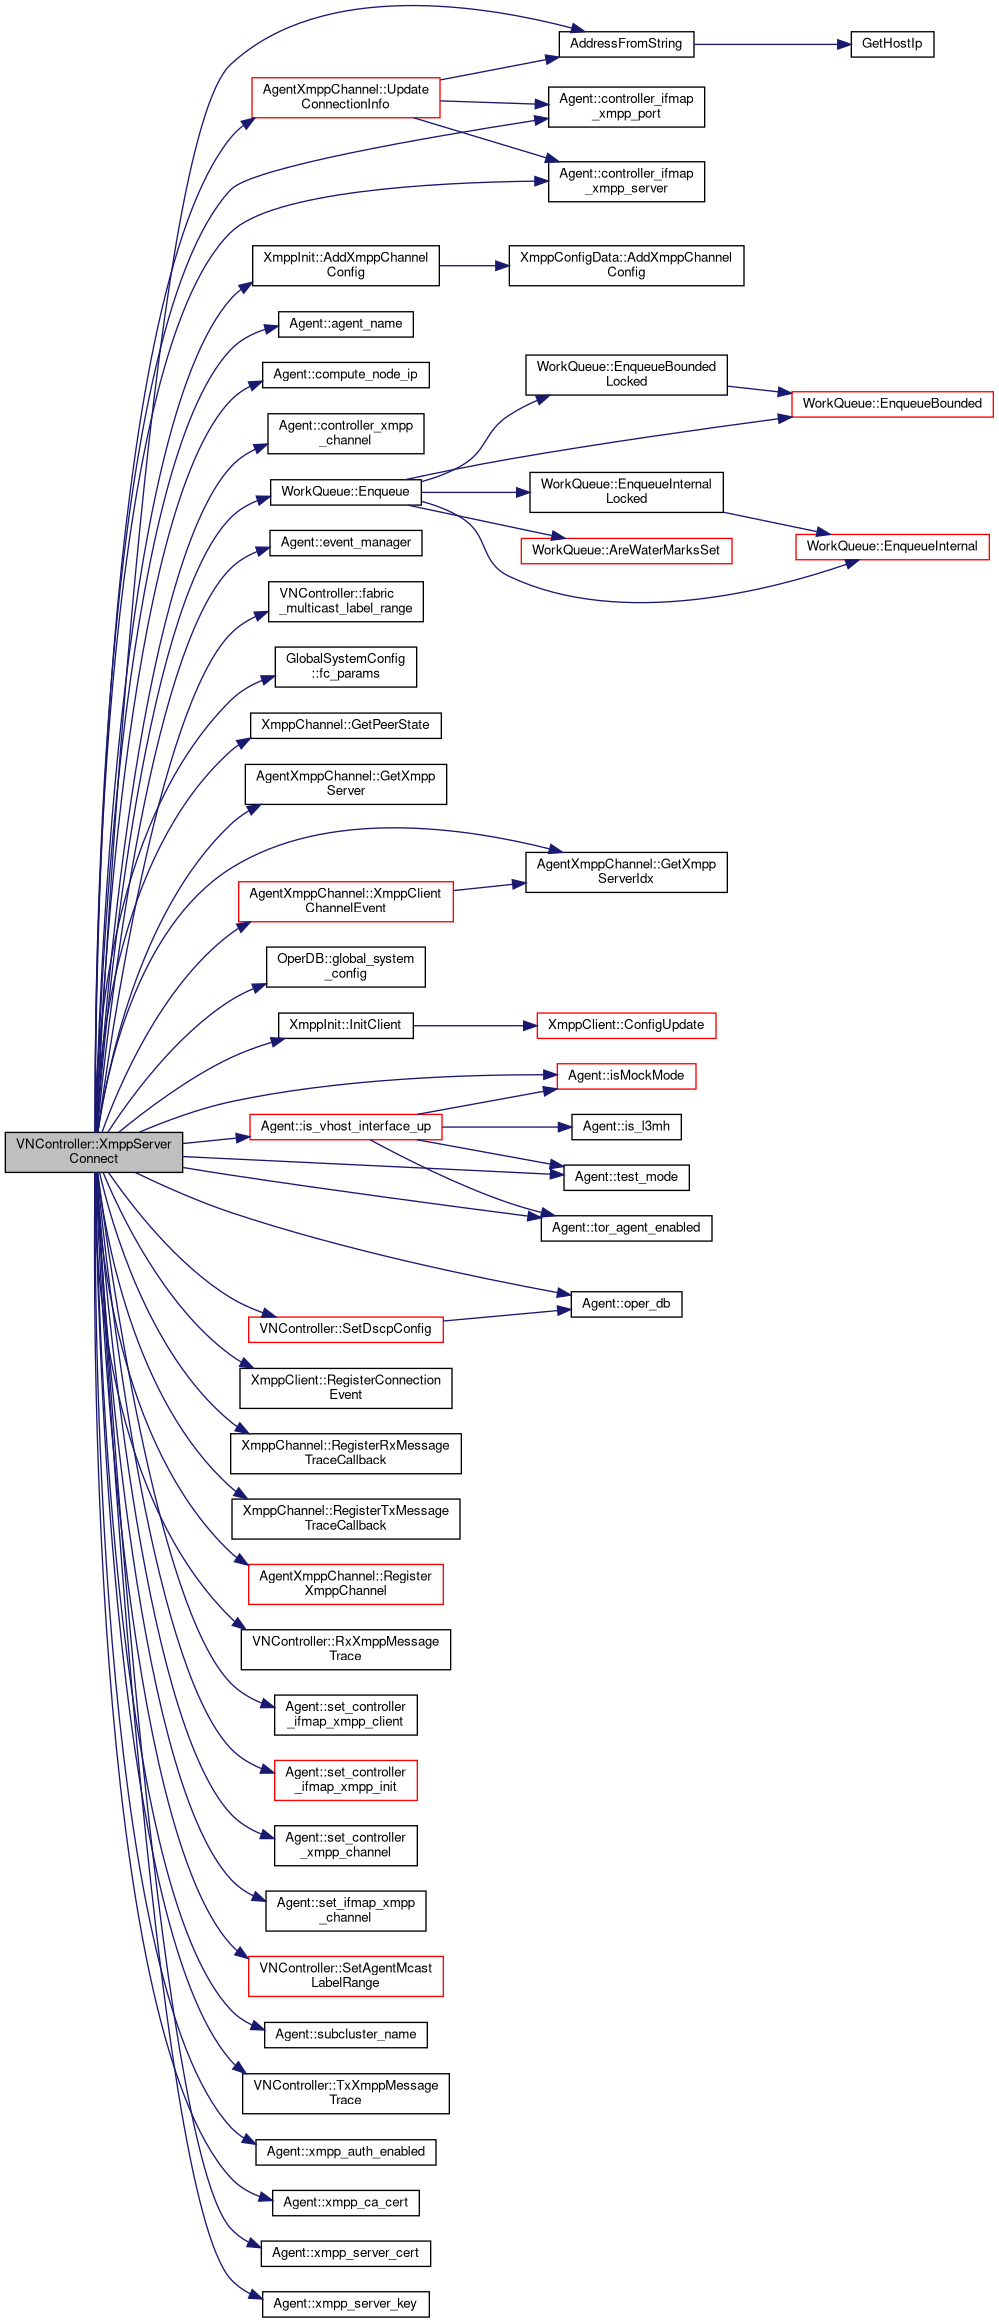 AddressFromString
GetHostIp
AgentXmppChannel::Update
ConnectionInfo
Agent::controller_ifmap
_xmpp_port
Agent::controller_ifmap
_xmpp_server
XmppInit::AddXmppChannel
Config
XmppConfigData::AddXmppChannel
Config
Agent::agent_name
Agent::compute_node_ip
WorkQueue::EnqueueBounded
Locked
WorkQueue::EnqueueBounded
Agent::controller_xmpp
_channel
WorkQueue::Enqueue
WorkQueue::EnqueueInternal
Locked
Agent::event_manager
WorkQueue::AreWaterMarksSet
WorkQueue::EnqueueInternal
VNController::fabric
_multicast_label_range
GlobalSystemConfig
::fc_params
XmppChannel::GetPeerState
AgentXmppChannel::GetXmpp
Server
AgentXmppChannel::GetXmpp
ServerIdx
AgentXmppChannel::XmppClient
ChannelEvent
OperDB::global_system
_config
XmppInit::InitClient
XmppClient::ConfigUpdate
Agent::isMockMode
VNController::XmppServer
Connect
Agent::is_vhost_interface_up
Agent::is_l3mh
Agent::test_mode
Agent::tor_agent_enabled
Agent::oper_db
VNController::SetDscpConfig
XmppClient::RegisterConnection
Event
XmppChannel::RegisterRxMessage
TraceCallback
XmppChannel::RegisterTxMessage
TraceCallback
AgentXmppChannel::Register
XmppChannel
VNController::RxXmppMessage
Trace
Agent::set_controller
_ifmap_xmpp_client
Agent::set_controller
_ifmap_xmpp_init
Agent::set_controller
_xmpp_channel
Agent::set_ifmap_xmpp
_channel
VNController::SetAgentMcast
LabelRange
Agent::subcluster_name
VNController::TxXmppMessage
Trace
Agent::xmpp_auth_enabled
Agent::xmpp_ca_cert
Agent::xmpp_server_cert
Agent::xmpp_server_key